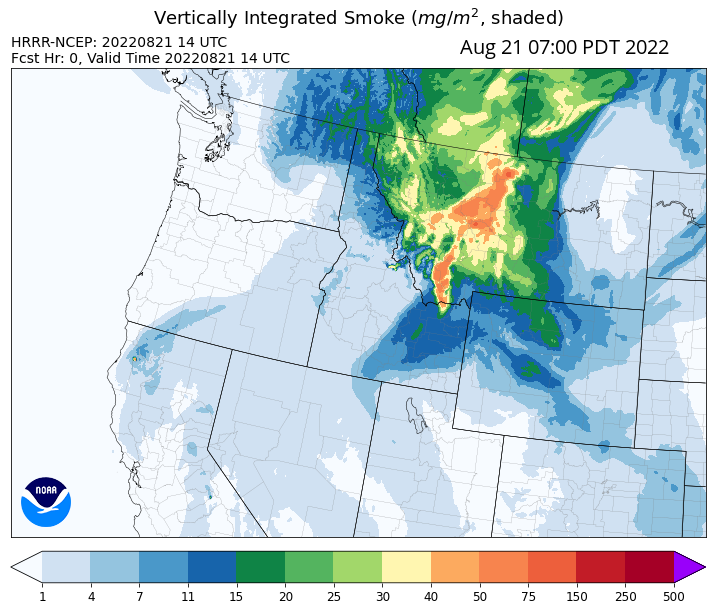 Vertically Integrated Smoke (mg/m², shaded)
HRRR-NCEP: 20220821 14 UTC
Aug 21 07:00 PDT 2022
Fcst Hr: 0, Valid Time 20220821 14 UTC
NOAA
1 4 7 11 15 20 25 30 40 50 75 150 250 500